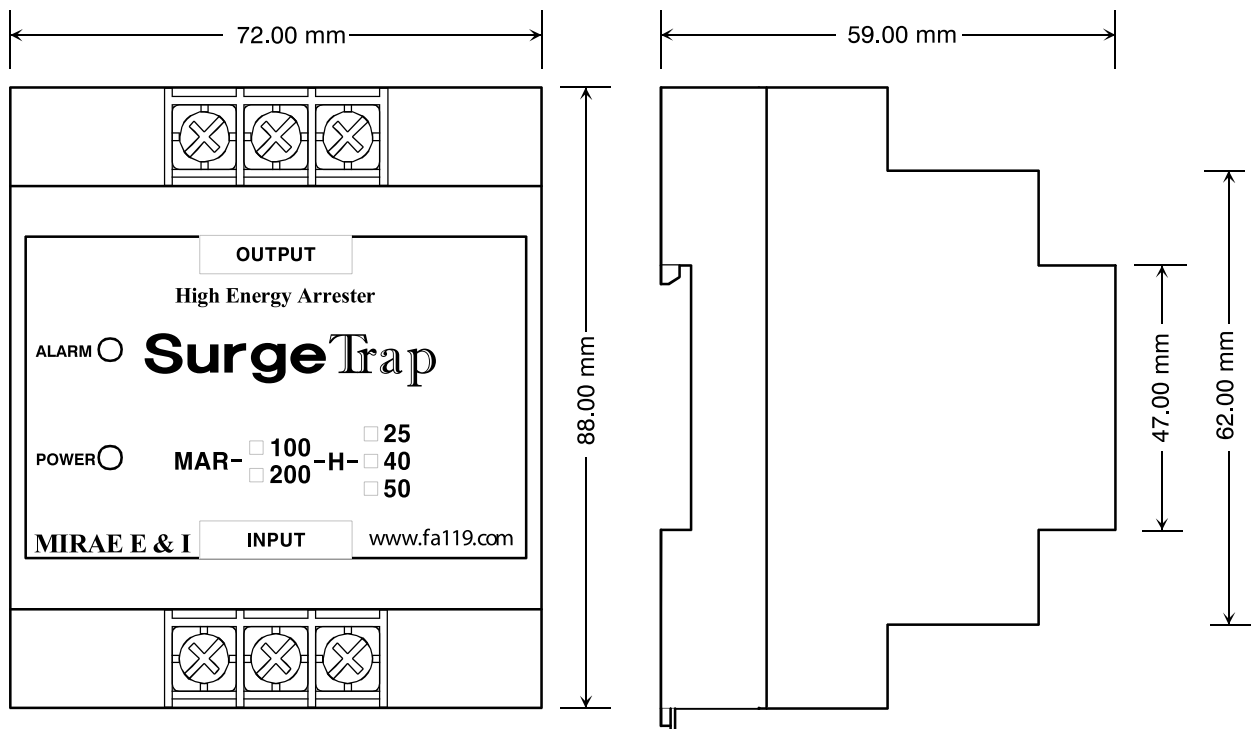 72.00 mm
59.00 mm
OUTPUT
High Energy Arrester
ALARM
SurgeTrap
88.00 mm
47.00 mm
62.00 mm
POWER
MAR-
□ 100
□ 200
-H-
□ 25
□ 40
□ 50
MIRAE E & I
INPUT
www.fa119.com